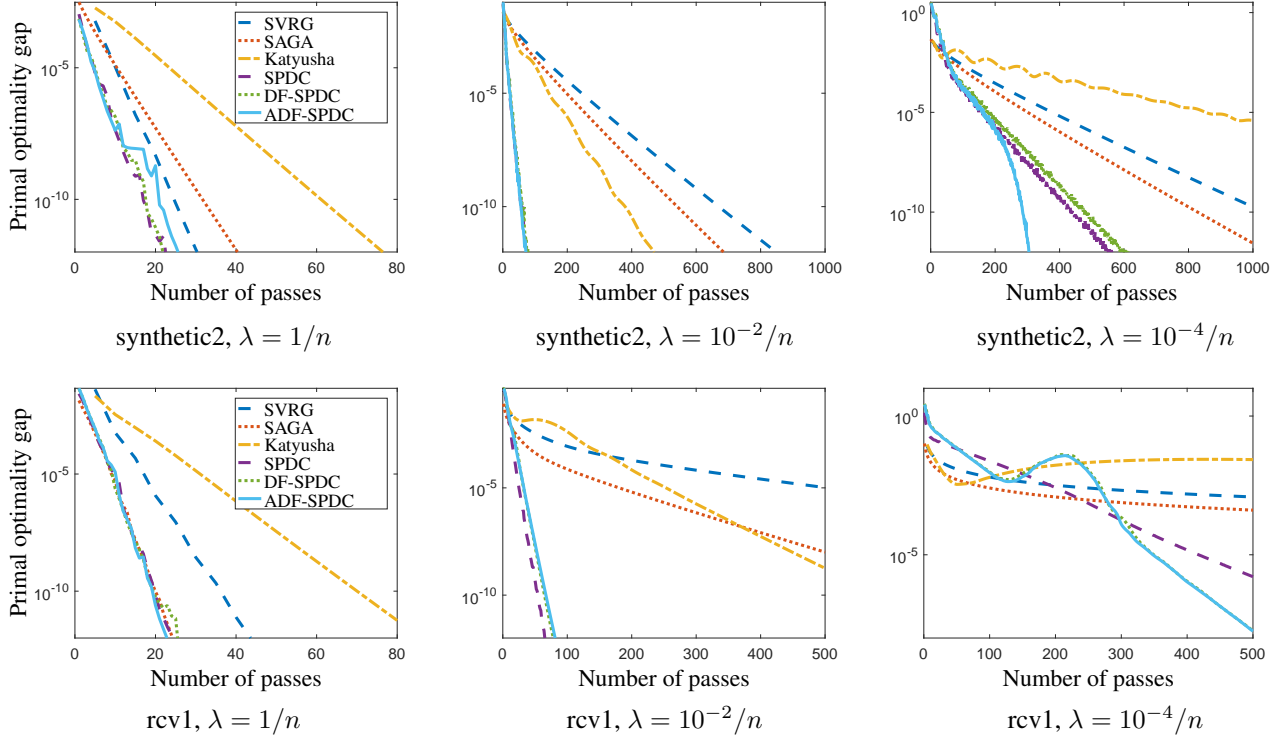 Primal optimality gap
10^{-5}
10^{-10}
0 20 40 60 80
SVRG
SAGA
Katyusha
SPDC
DF-SPDC
ADF-SPDC
Number of passes
synthetic2, λ = 1/n
10^{-5}
10^{-10}
0 200 400 600 800 1000
Number of passes
synthetic2, λ = 10^{-2}/n
10^{0}
10^{-5}
10^{-10}
0 200 400 600 800 1000
Number of passes
synthetic2, λ = 10^{-4}/n
Primal optimality gap
10^{-5}
10^{-10}
0 20 40 60 80
SVRG
SAGA
Katyusha
SPDC
DF-SPDC
ADF-SPDC
Number of passes
rcv1, λ = 1/n
10^{-5}
10^{-10}
0 100 200 300 400 500
Number of passes
rcv1, λ = 10^{-2}/n
10^{0}
10^{-5}
0 100 200 300 400 500
Number of passes
rcv1, λ = 10^{-4}/n